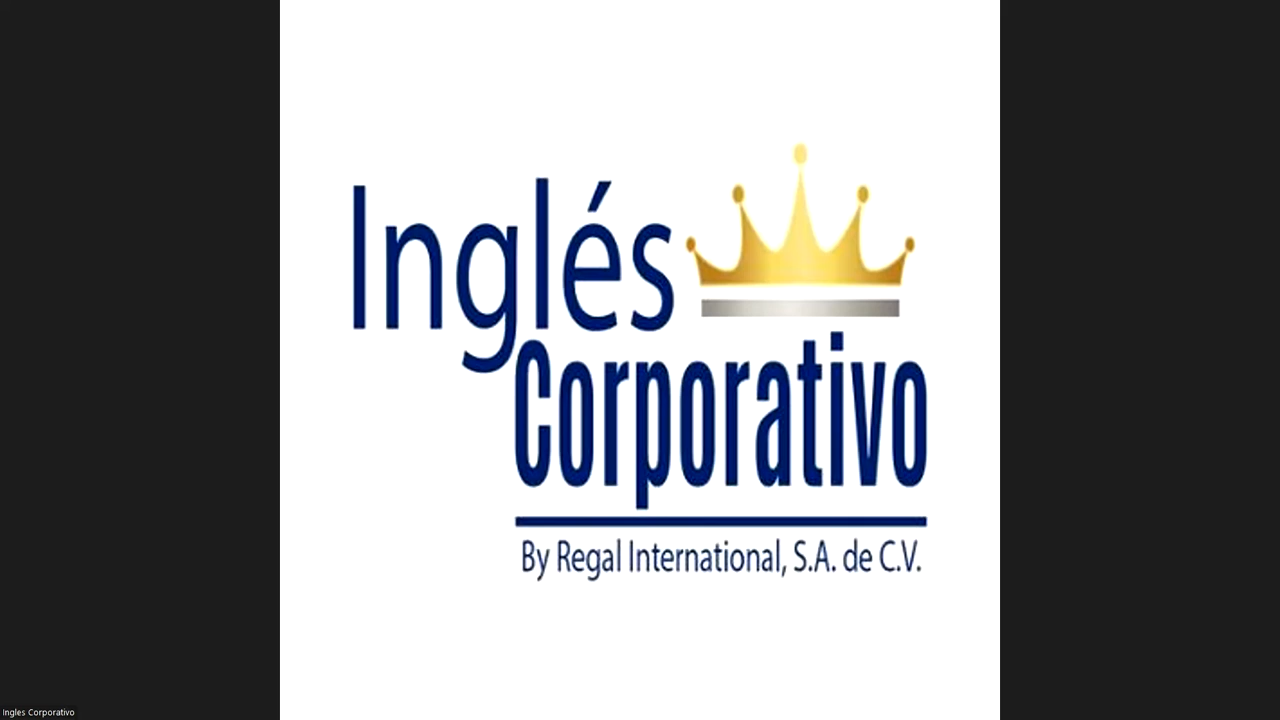 Inglés
Corporativo
By Regal International, S.A. de C.V.
Ingles Corporativo